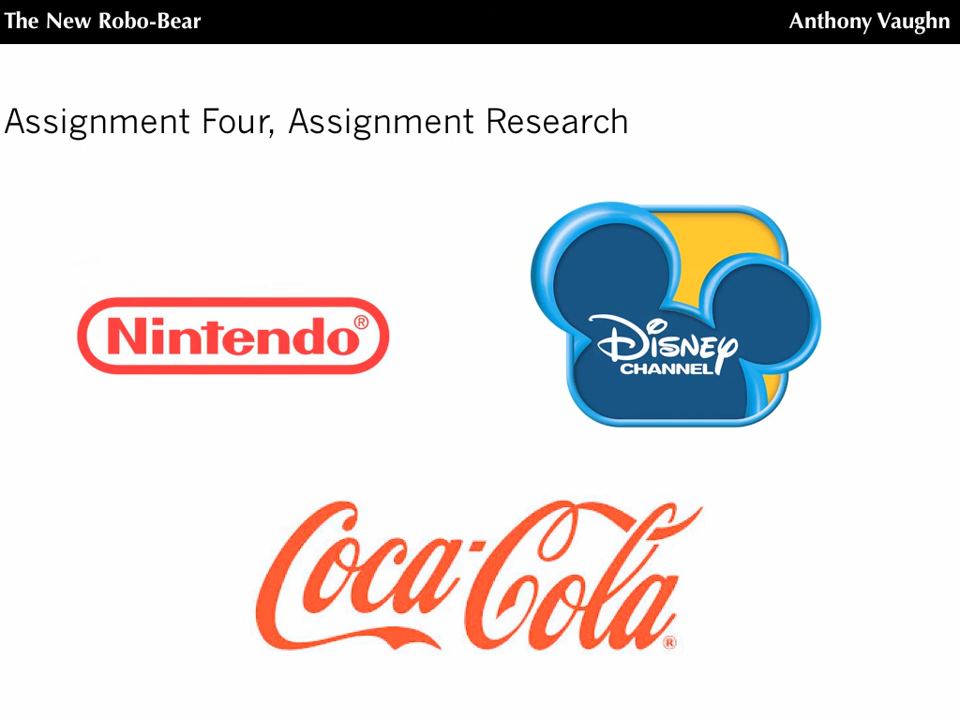 The New Robo-Bear
Anthony Vaughn
Assignment Four, Assignment Research
Nintendo®
Disney
CHANNEL
Coca-Cola®